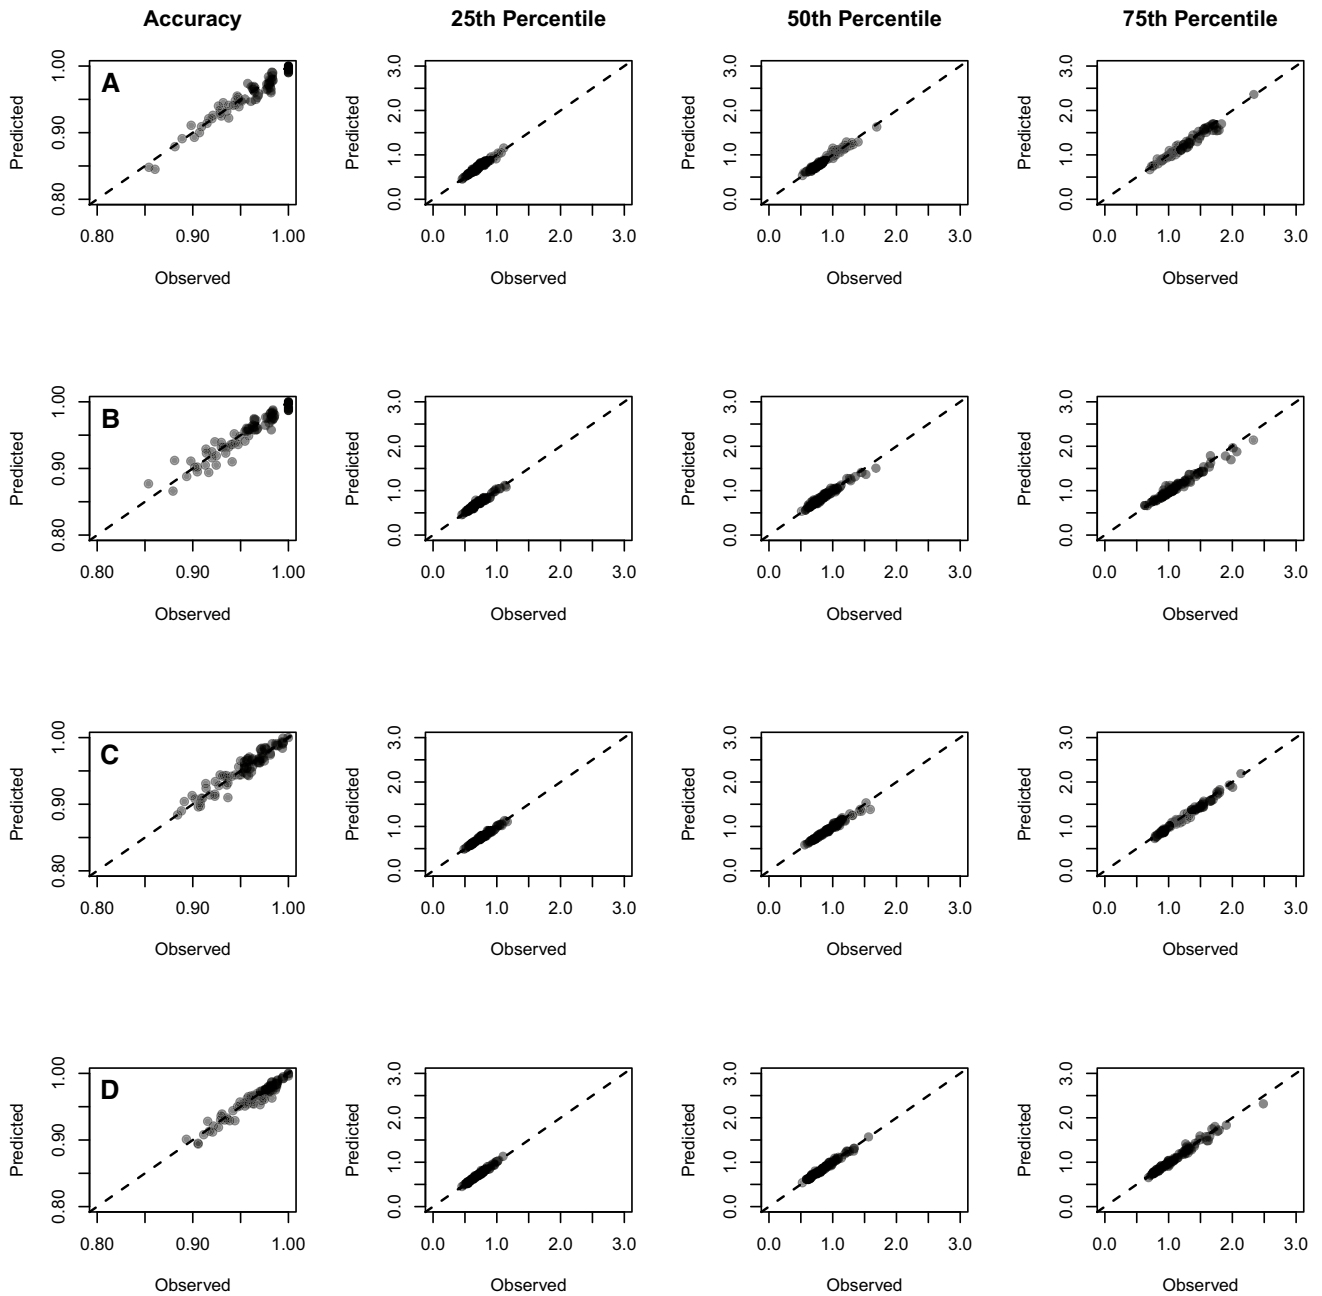 Accuracy 25th Percentile 50th Percentile 75th Percentile
A
Predicted Predicted Predicted Predicted
0.80 0.90 1.00 0.0 1.0 2.0 3.0 0.0 1.0 2.0 3.0 0.0 1.0 2.0 3.0
0.80 0.90 1.00 0.0 1.0 2.0 3.0 0.0 1.0 2.0 3.0 0.0 1.0 2.0 3.0
Observed Observed Observed Observed
B
Predicted Predicted Predicted Predicted
0.80 0.90 1.00 0.0 1.0 2.0 3.0 0.0 1.0 2.0 3.0 0.0 1.0 2.0 3.0
0.80 0.90 1.00 0.0 1.0 2.0 3.0 0.0 1.0 2.0 3.0 0.0 1.0 2.0 3.0
Observed Observed Observed Observed
C
Predicted Predicted Predicted Predicted
0.80 0.90 1.00 0.0 1.0 2.0 3.0 0.0 1.0 2.0 3.0 0.0 1.0 2.0 3.0
0.80 0.90 1.00 0.0 1.0 2.0 3.0 0.0 1.0 2.0 3.0 0.0 1.0 2.0 3.0
Observed Observed Observed Observed
D
Predicted Predicted Predicted Predicted
0.80 0.90 1.00 0.0 1.0 2.0 3.0 0.0 1.0 2.0 3.0 0.0 1.0 2.0 3.0
0.80 0.90 1.00 0.0 1.0 2.0 3.0 0.0 1.0 2.0 3.0 0.0 1.0 2.0 3.0
Observed Observed Observed Observed